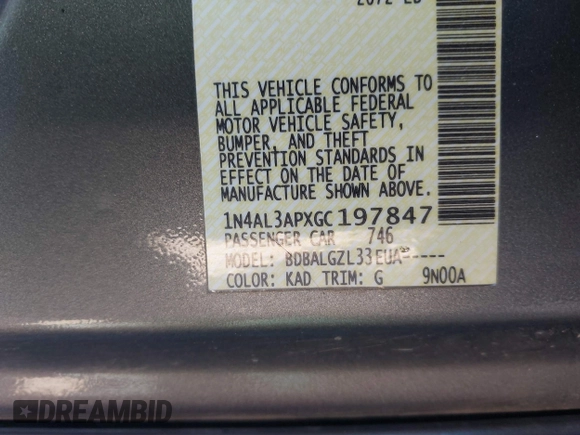 THIS VEHICLE CONFORMS TO
ALL APPLICABLE FEDERAL
MOTOR VEHICLE SAFETY,
BUMPER, AND THEFT
PREVENTION STANDARDS IN
EFFECT ON THE DATE OF
MANUFACTURE SHOWN ABOVE.
1N4AL3APXGC197847
PASSENGER CAR 746
MODEL: BDBALGZL33EUA-----
COLOR: KAD TRIM: G 9N00A
DREAMBID